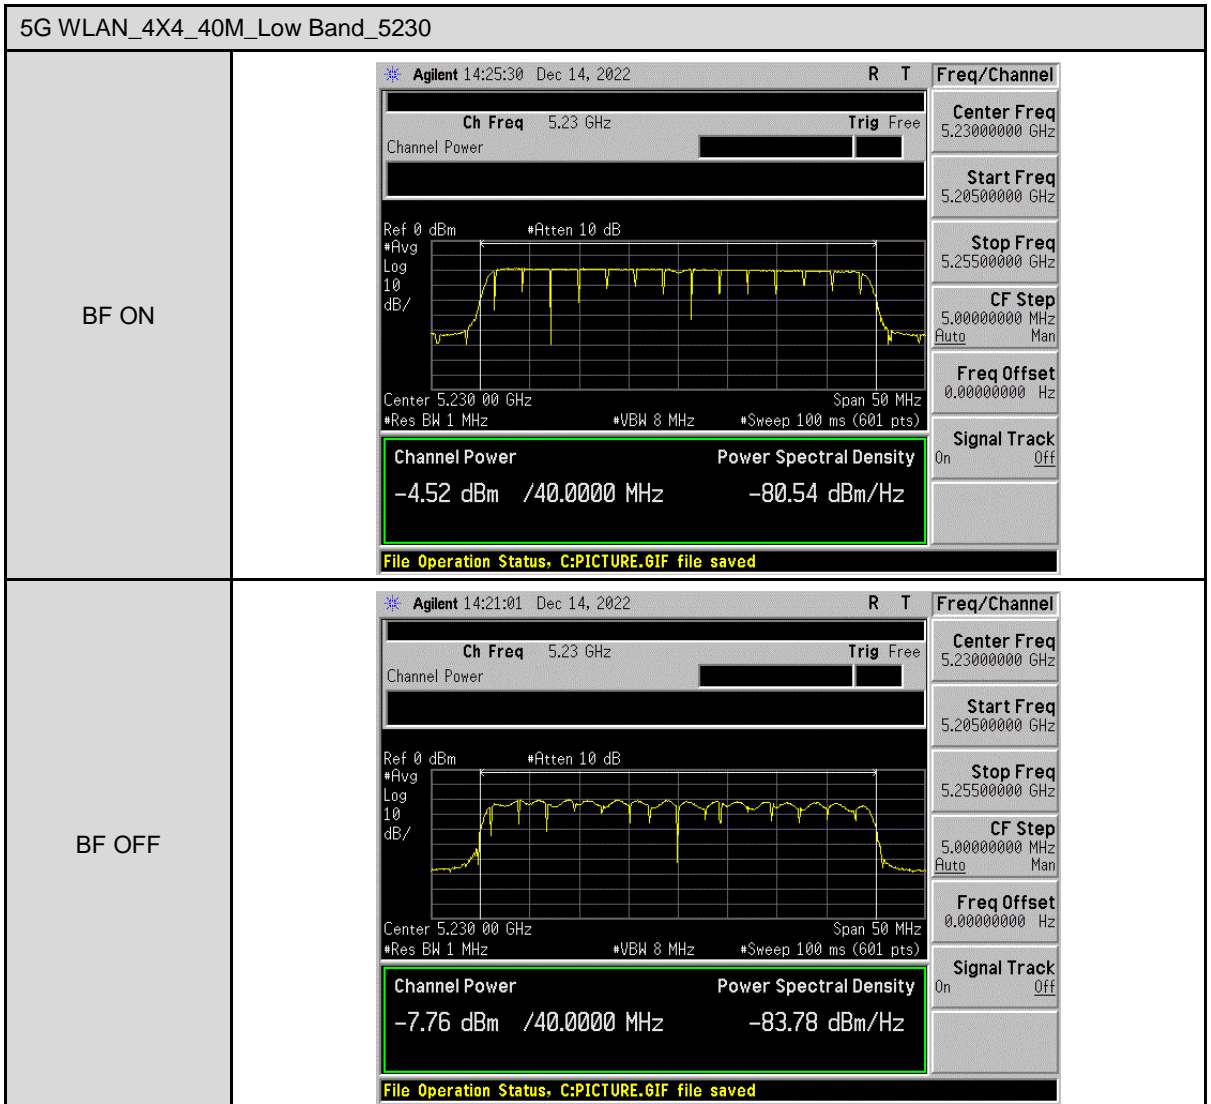 5G WLAN_4X4_40M_Low Band_5230
BF ON
Agilent 14:25:30 Dec 14, 2022 R T
Ch Freq 5.23 GHz Trig Free
Channel Power
Ref 0 dBm #Atten 10 dB
#Avg
Log
10
dB/
Center 5.230 00 GHz Span 50 MHz
#Res BW 1 MHz #VBW 8 MHz #Sweep 100 ms (601 pts)
Channel Power Power Spectral Density
-4.52 dBm /40.0000 MHz -80.54 dBm/Hz
File Operation Status, C:PICTURE.GIF file saved
Freq/Channel
Center Freq
5.23000000 GHz
Start Freq
5.20500000 GHz
Stop Freq
5.25500000 GHz
CF Step
5.00000000 MHz
Auto Man
Freq Offset
0.00000000 Hz
Signal Track
On Off
BF OFF
Agilent 14:21:01 Dec 14, 2022 R T
Ch Freq 5.23 GHz Trig Free
Channel Power
Ref 0 dBm #Atten 10 dB
#Avg
Log
10
dB/
Center 5.230 00 GHz Span 50 MHz
#Res BW 1 MHz #VBW 8 MHz #Sweep 100 ms (601 pts)
Channel Power Power Spectral Density
-7.76 dBm /40.0000 MHz -83.78 dBm/Hz
File Operation Status, C:PICTURE.GIF file saved
Freq/Channel
Center Freq
5.23000000 GHz
Start Freq
5.20500000 GHz
Stop Freq
5.25500000 GHz
CF Step
5.00000000 MHz
Auto Man
Freq Offset
0.00000000 Hz
Signal Track
On Off